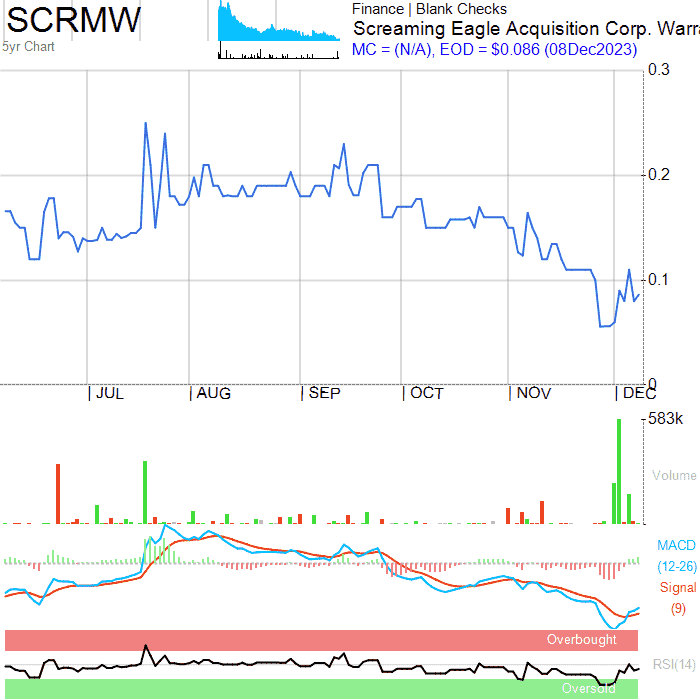 SCRMW
Finance | Blank Checks
Screaming Eagle Acquisition Corp. Warra
5yr Chart
MC = (N/A), EOD = $0.086 (08Dec2023)
0.3
0.2
0.1
0
JUL
AUG
SEP
OCT
NOV
DEC
583k
Volume
MACD
(12-26)
Signal
(9)
Overbought
RSI(14)
Oversold